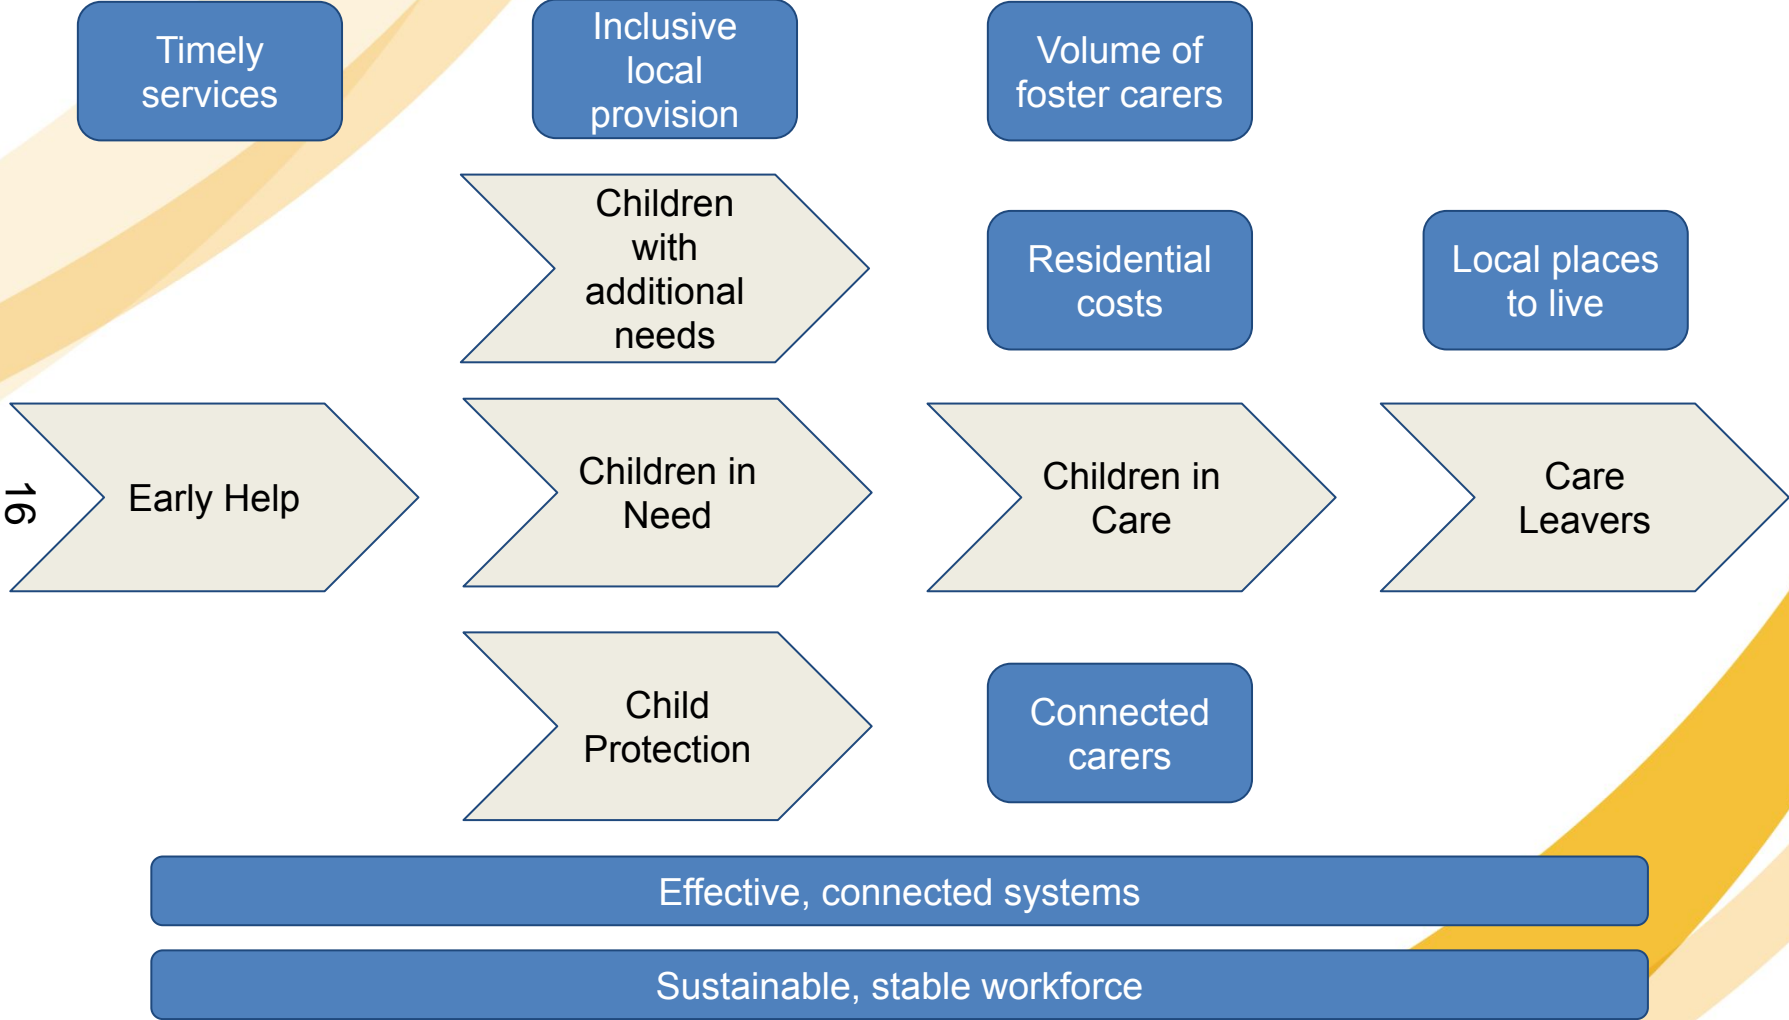 Timely
services
Inclusive
local
provision
Volume of
foster carers
Children
with
additional
needs
Residential
costs
Local places
to live
16
Early Help
Children in
Need
Children in
Care
Care
Leavers
Child
Protection
Connected
carers
Effective, connected systems
Sustainable, stable workforce